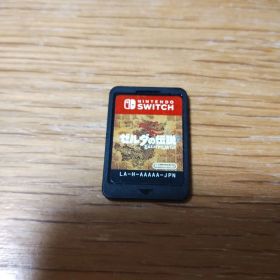 NINTENDO
SWITCH
ゼルダの伝説
LA-H-AAAAA-JPN